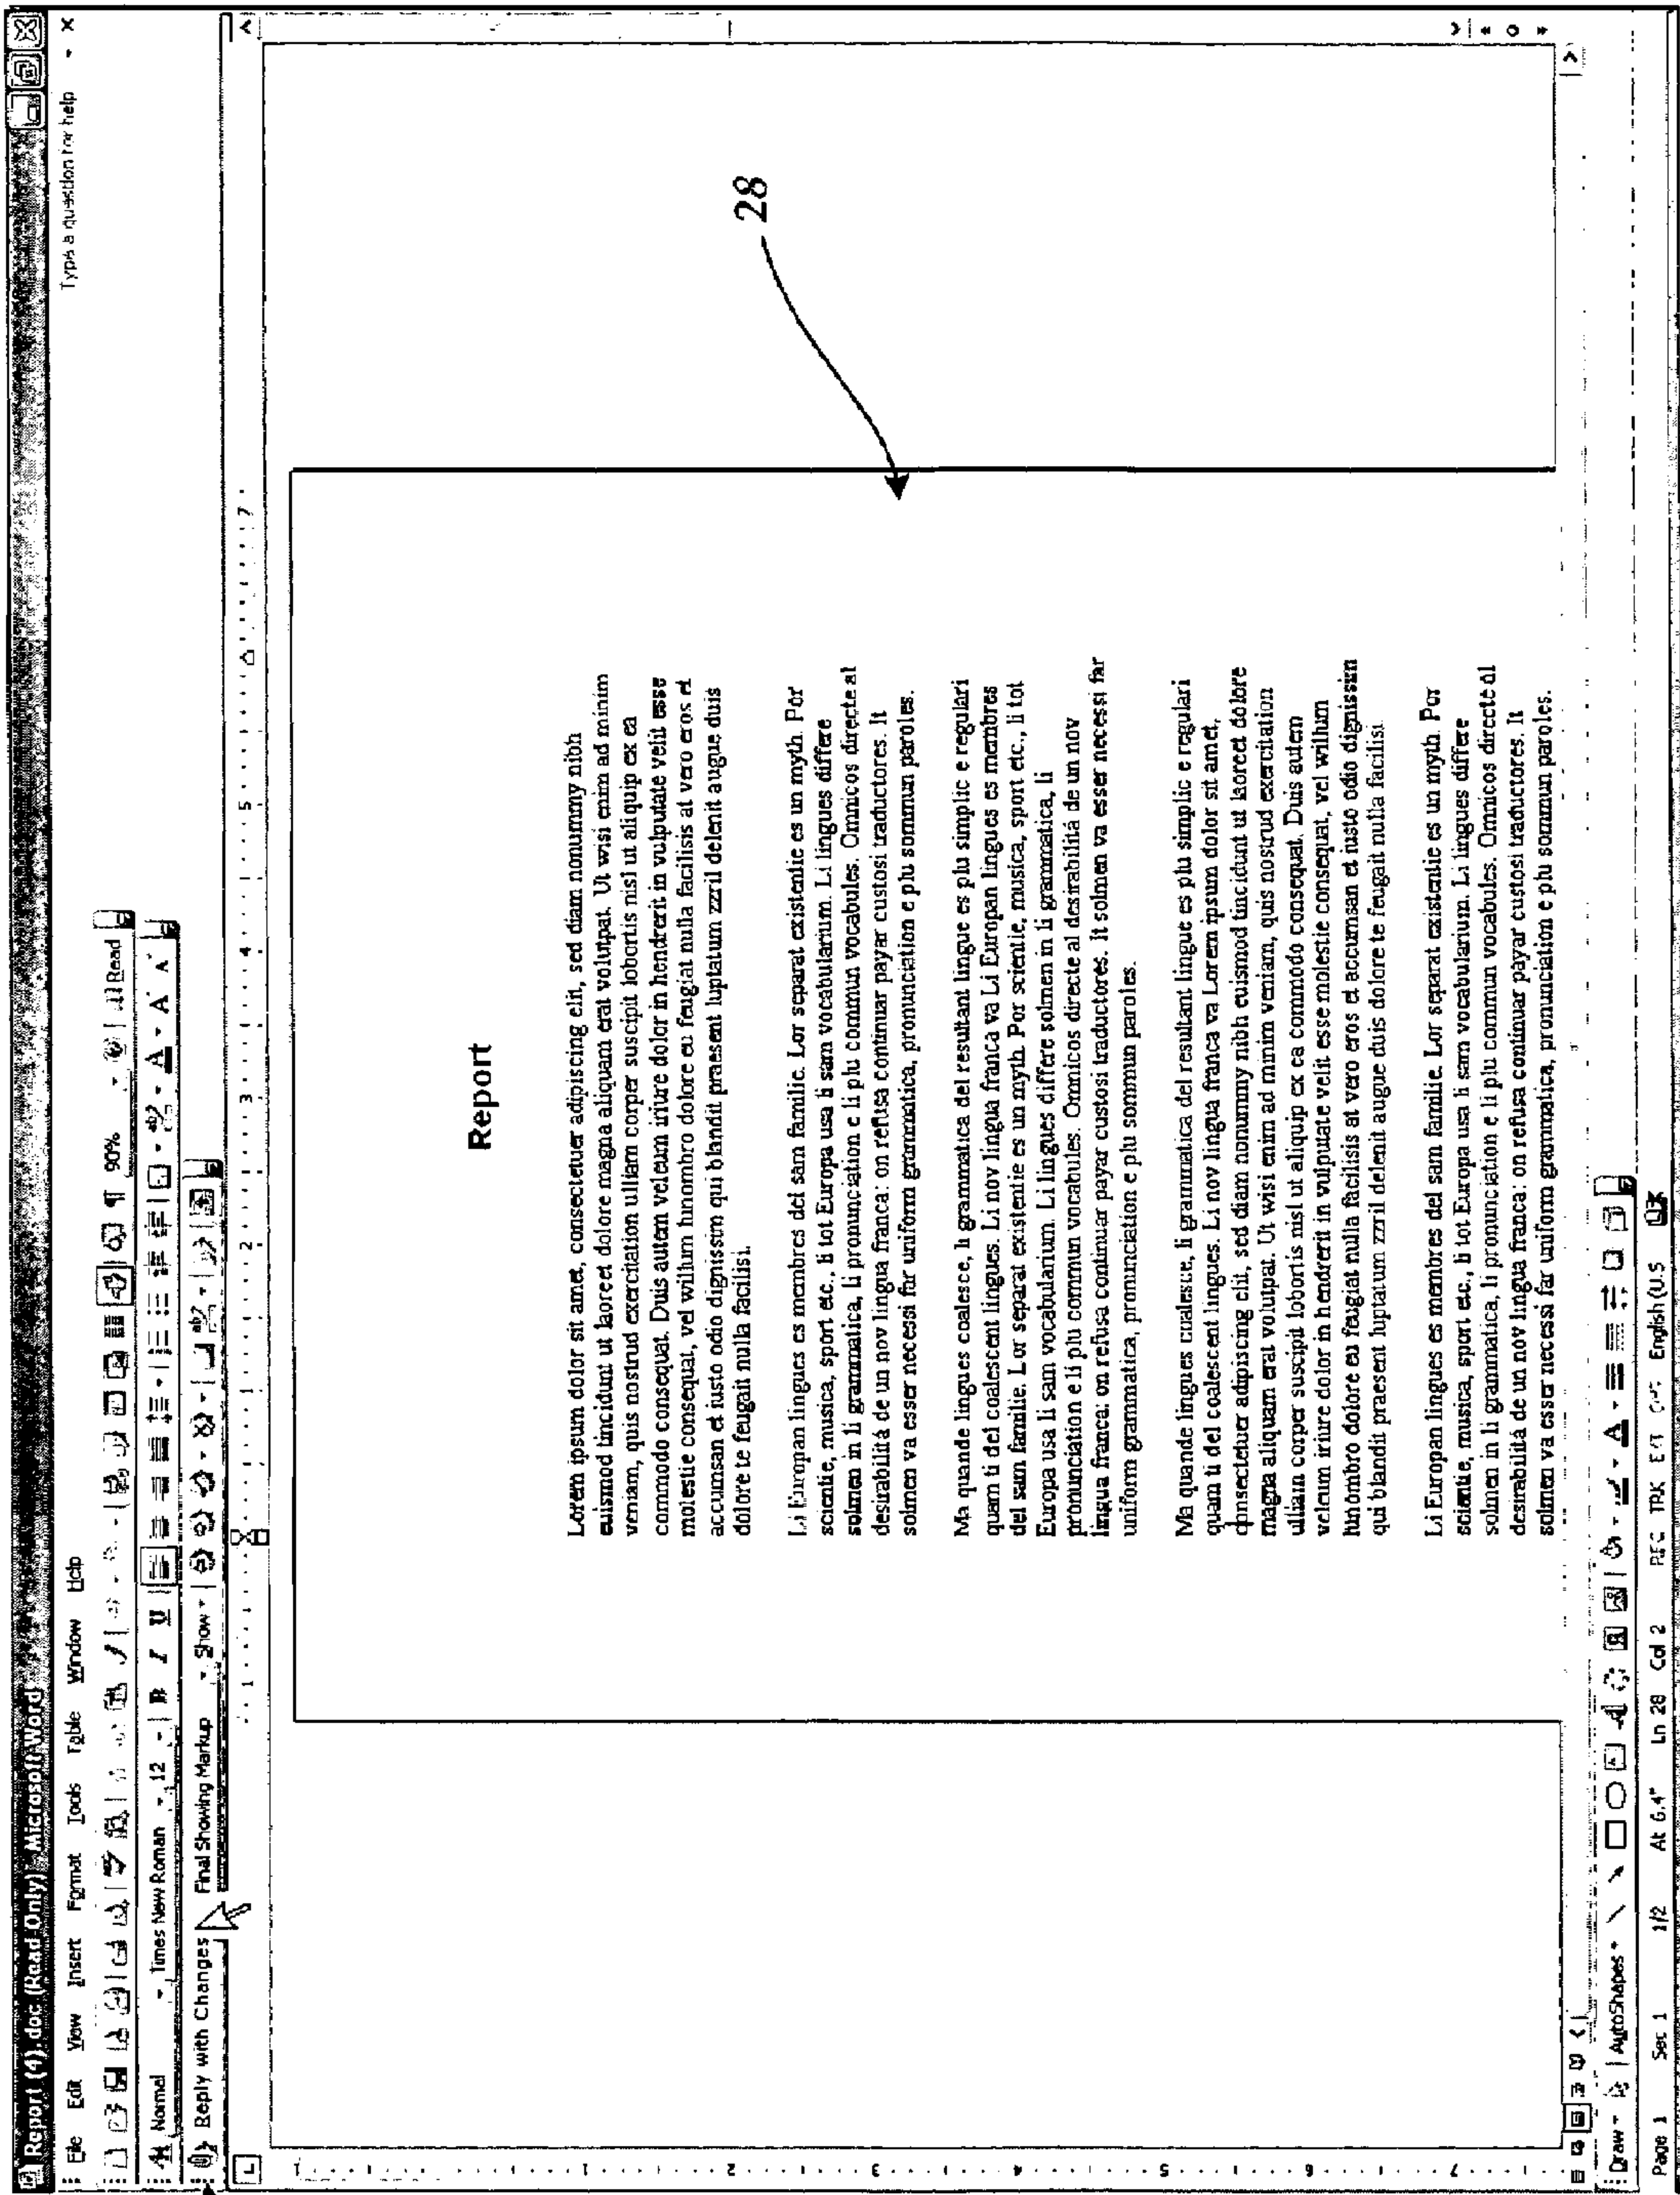 Report (4).doc (Read Only) - Microsoft Word
File Edit View Insert Format Tools Table Window Help
Type a question for help
90% Read
Normal Times New Roman 12 B I U
Reply with Changes Final Showing Markup Show
1 1 2 3 4 5 7
28
Report
Lorem ipsum dolor sit amet, consectetuer adipiscing elit, sed diam nonummy nibh
euismod tincidunt ut laoreet dolore magna aliquam erat volutpat. Ut wisi enim ad minim
veniam, quis nostrud exercitation ulliam corper suscipit lobortis nisl ut aliquip ex ea
commodo consequat. Duis autem veleum iriure dolor in hendrerit in vulputate velit esse
molestie consequat, vel willum lunombro dolore eu feugiat nulla facilisis at vero eros et
accumsan et iusto odio dignissim qui blandit praesent luptatum zzril delenit augue duis
dolore te feugait nulla facilisi.
Li Europan lingues es membres del sam familie. Lor separat existentie es un myth. Por
scientie, musica, sport etc., li tot Europa usa li sam vocabularium. Li lingues differe
solmen in li grammatica, li pronunciation e li plu commun vocabules. Omnicos directe al
desirabilitá de un nov lingua franca: on refusa continuar payar custosi traductores. It
solmen va esser necessi far uniform grammatica, pronunciation e plu sommun paroles.
Ma quande lingues coalesce, li grammatica del resultant lingue es plu simplic e regulari
quam ti del coalescent lingues. Li nov lingua franca va Li Europan lingues es membres
del sam familie. Lor separat existentie es un myth. Por scientie, musica, sport etc., li tot
Europa usa li sam vocabularium. Li lingues differe solmen in li grammatica, li
pronunciation e li plu commun vocabules. Omnicos directe al desirabilitá de un nov
lingua franca: on refusa continuar payar custosi traductores. It solmen va esser necessi far
uniform grammatica, pronunciation e plu sommun paroles.
Ma quande lingues coalesce, li grammatica del resultant lingue es plu simplic e regulari
quam ti del coalescent lingues. Li nov lingua franca va Lorem ipsum dolor sit amet,
consectetuer adipiscing elit, sed diam nonummy nibh euismod tincidunt ut laoreet dolore
magna aliquam erat volutpat. Ut wisi enim ad minim veniam, quis nostrud exercitation
ulliam corper suscipit lobortis nisl ut aliquip ex ea commodo consequat. Duis autem
veleum iriure dolor in hendrerit in vulputate velit esse molestie consequat, vel willum
lunombro dolore eu feugiat nulla facilisis at vero eros et accumsan et iusto odio dignissim
qui blandit praesent luptatum zzril delenit augue duis dolore te feugait nulla facilisi.
Li Europan lingues es membres del sam familie. Lor separat existentie es un myth. Por
scientie, musica, sport etc., li tot Europa usa li sam vocabularium. Li lingues differe
solmen in li grammatica, li pronunciation e li plu commun vocabules. Omnicos directe al
desirabilitá de un nov lingua franca: on refusa continuar payar custosi traductores. It
solmen va esser necessi far uniform grammatica, pronunciation e plu sommun paroles.
Draw AutoShapes
Page 1 Sec 1 1/2 At 6.4" Ln 28 Col 2 REC TRK EXT English (U.S